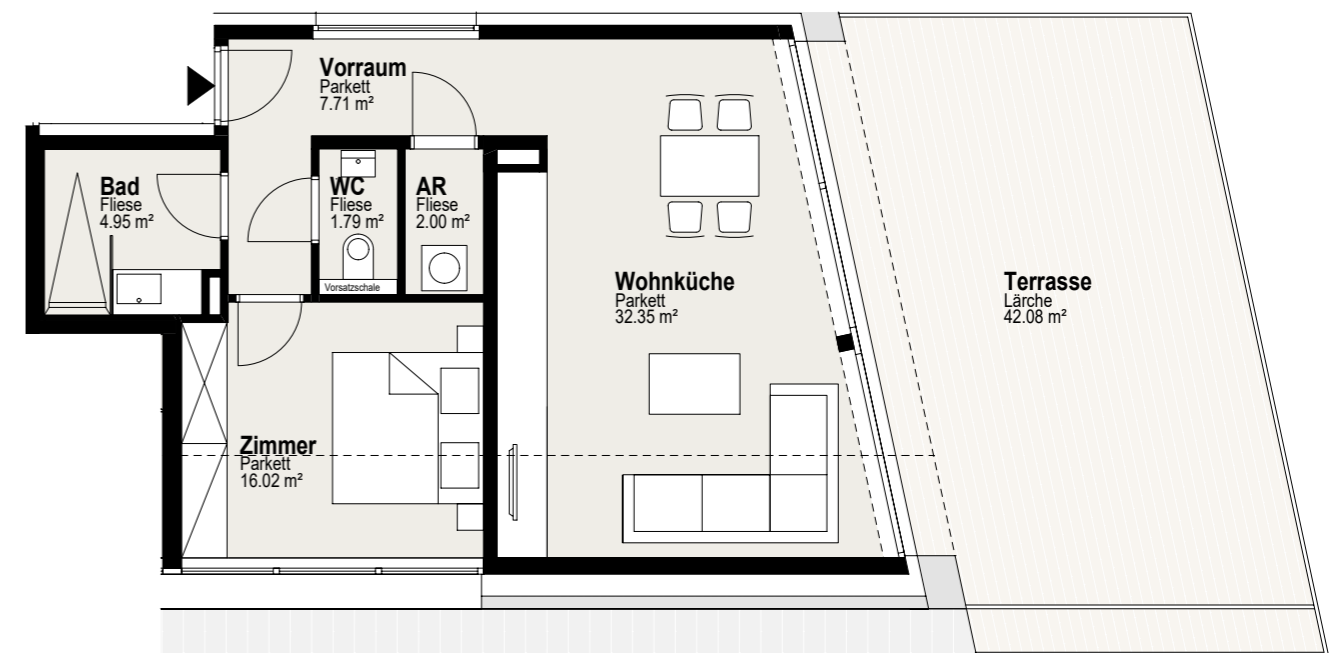 Vorraum
Parkett
7.71 m²
Bad
Fliese
4.95 m²
WC
Fliese
1.79 m²
Vorsatzschale
AR
Fliese
2.00 m²
Wohnküche
Parkett
32.35 m²
Terrasse
Lärche
42.08 m²
Zimmer
Parkett
16.02 m²